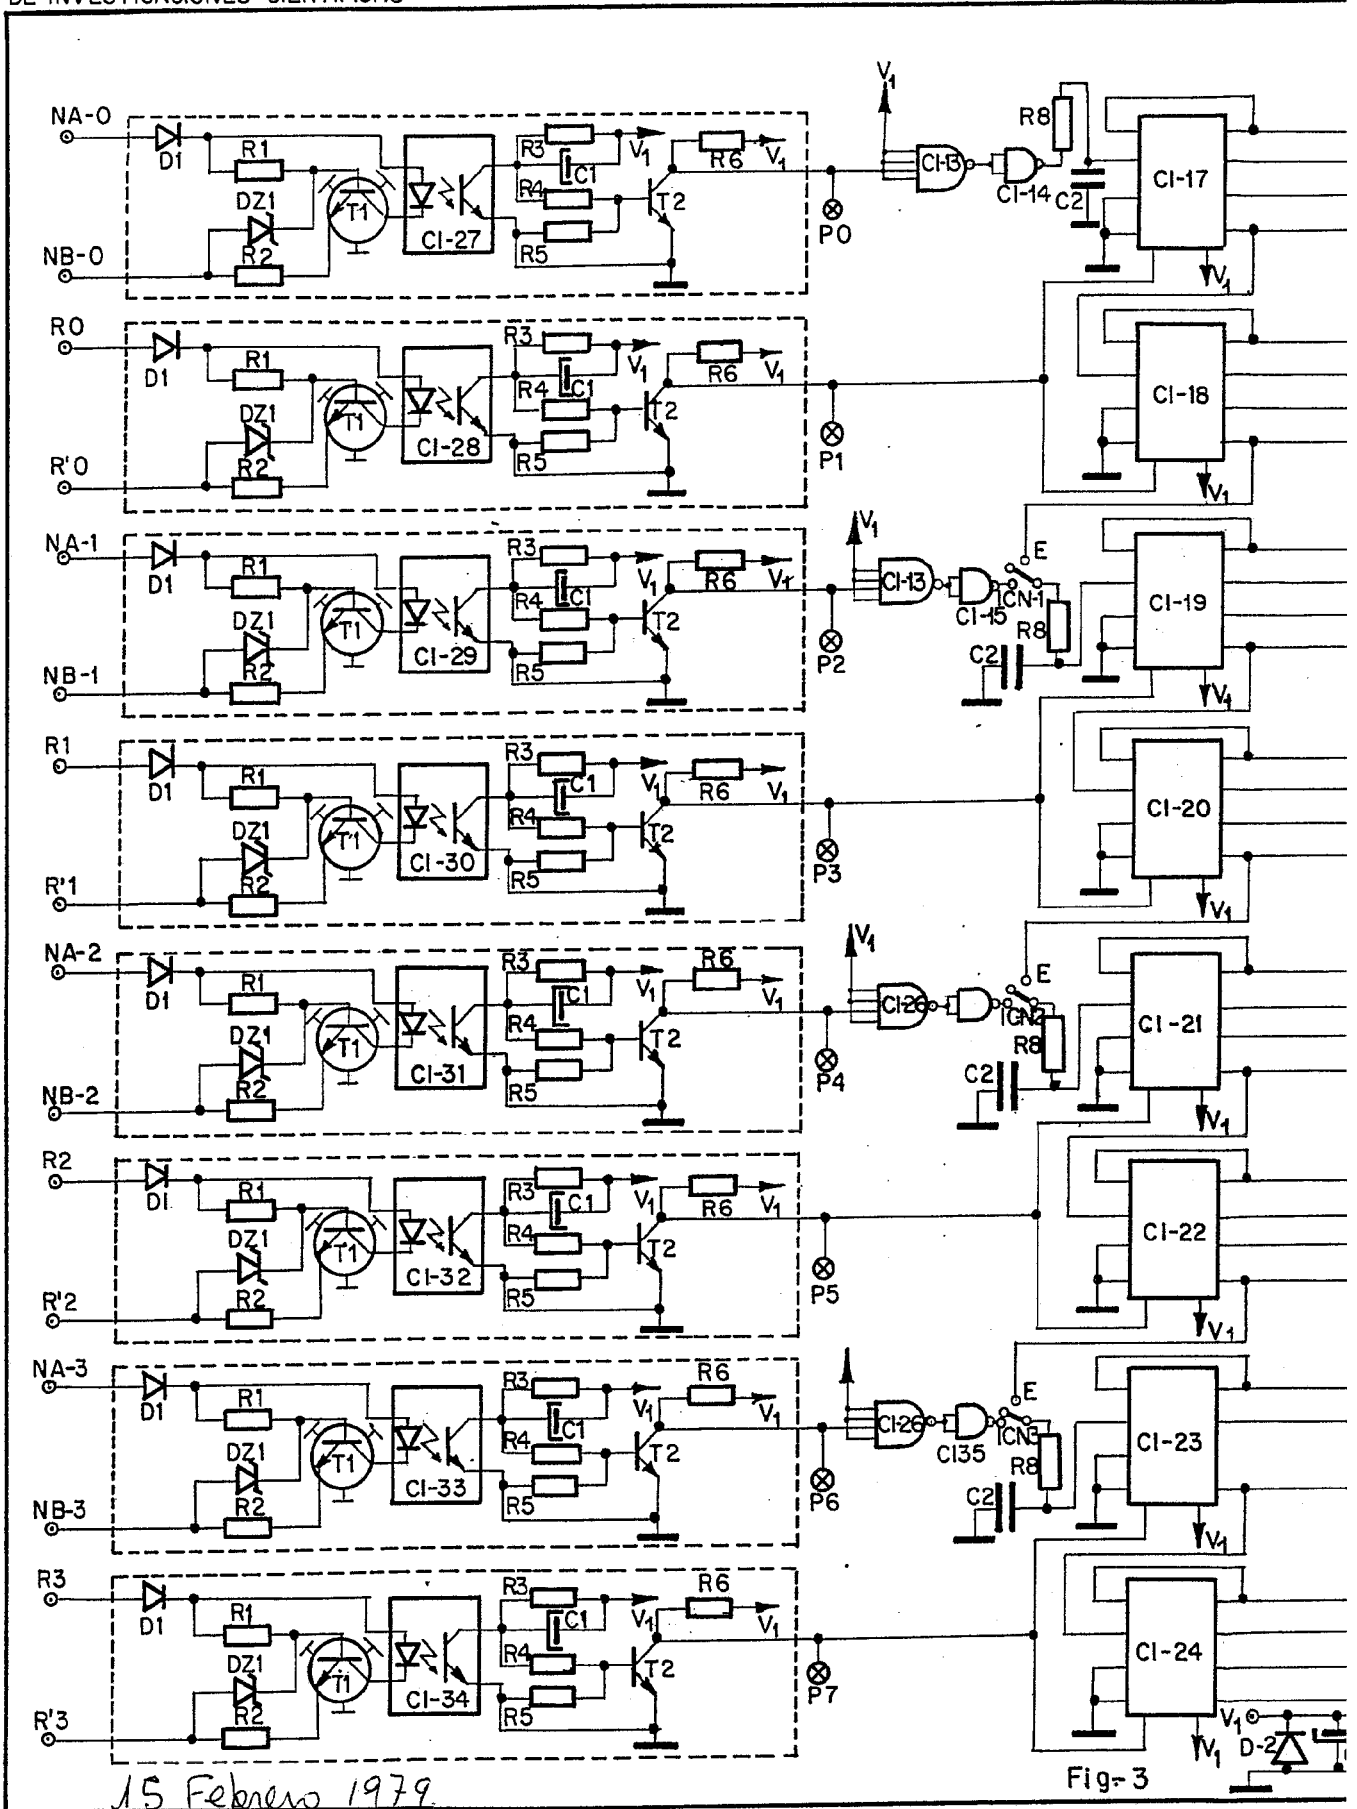 DE INVESTIGACIONES CIENTIFICAS
NA-0
D1
R1
DZ1
T1
R2
NB-0
CI-27
R3
V1
C1
R4
R5
T2
R6
V1
P0
V1
CI-13
CI-14
R8
C2
CI-17
V1
R0
D1
R1
DZ1
T1
R2
R'0
CI-28
R3
V1
C1
R4
R5
T2
R6
V1
P1
CI-18
V1
NA-1
D1
R1
DZ1
T1
R2
NB-1
CI-29
R3
V1
C1
R4
R5
T2
R6
V1
P2
V1
CI-13
CI-15
E
ICN-1
R8
C2
CI-19
V1
R1
D1
R1
DZ1
T1
R2
R'1
CI-30
R3
V1
C1
R4
R5
T2
R6
V1
P3
CI-20
V1
NA-2
D1
R1
DZ1
T1
R2
NB-2
CI-31
R3
V1
C1
R4
R5
T2
R6
V1
P4
V1
CI-26
E
ICN2
R8
C2
CI-21
V1
R2
D1
R1
DZ1
T1
R2
R'2
CI-32
R3
V1
C1
R4
R5
T2
R6
V1
P5
CI-22
V1
NA-3
D1
R1
DZ1
T1
R2
NB-3
CI-33
R3
V1
C1
R4
R5
T2
R6
V1
P6
CI-26
CI35
E
ICN3
R8
C2
CI-23
V1
R3
D1
R1
DZ1
T1
R2
R'3
CI-34
R3
V1
C1
R4
R5
T2
R6
V1
P7
CI-24
V1
V1
D-2
Fig-3
15 Febrero 1979